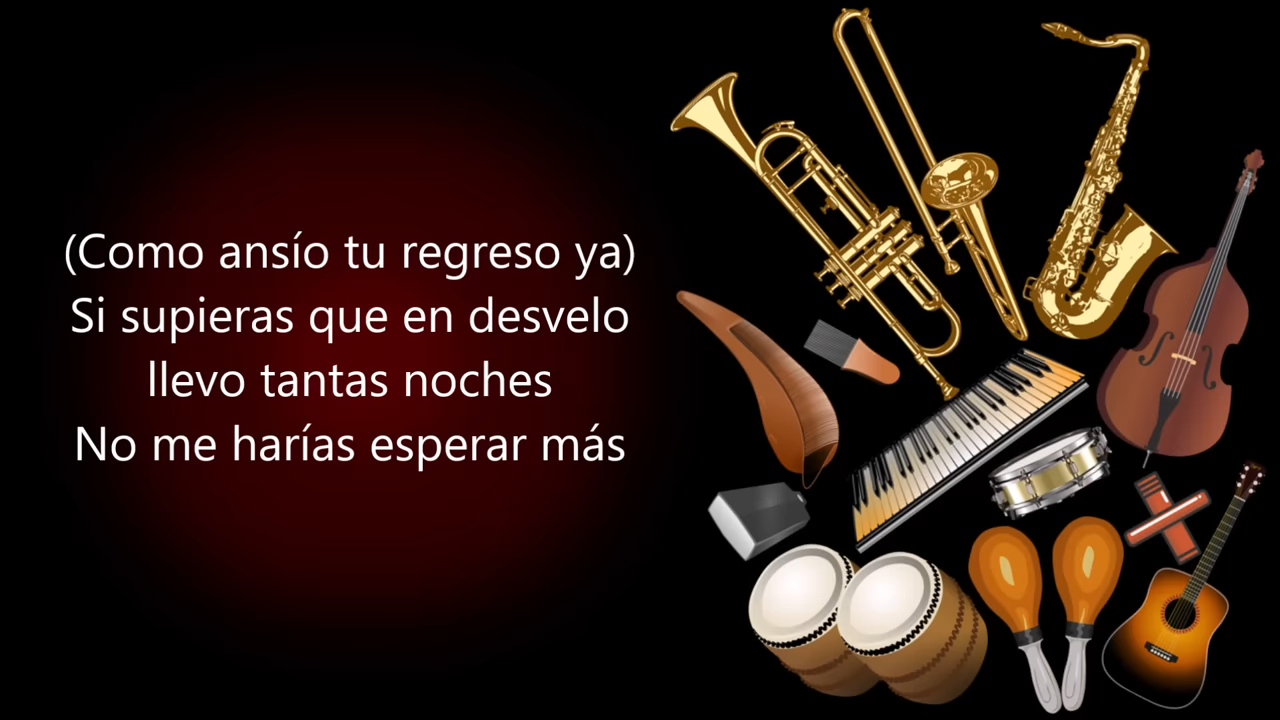 (Como ansío tu regreso ya)
Si supieras que en desvelo
llevo tantas noches
No me harías esperar más